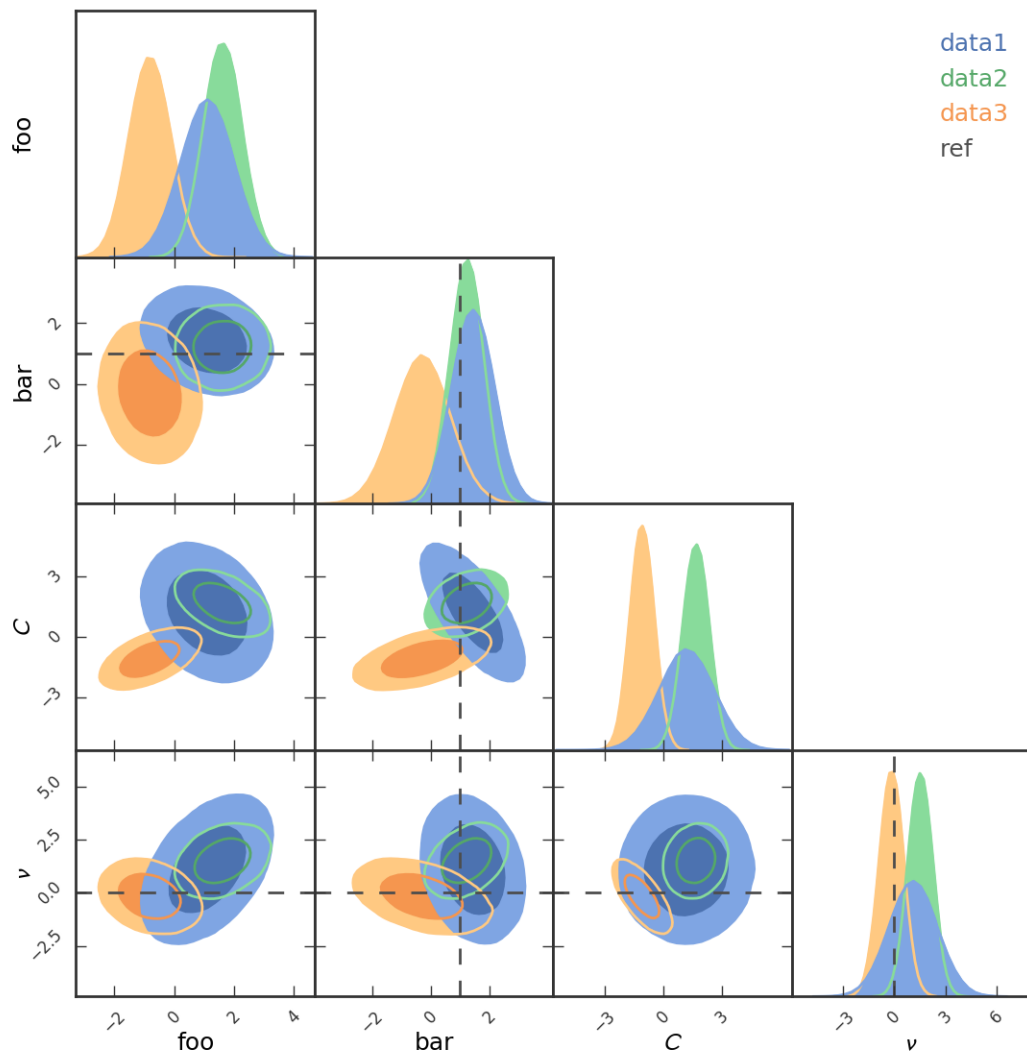 data1
data2
data3
ref
foo
2
0
−2
bar
3
0
−3
C
5.0
2.5
0.0
−2.5
ν
−2 0 2 4
−2 0 2
−3 0 3
−3 0 3 6
foo bar C ν